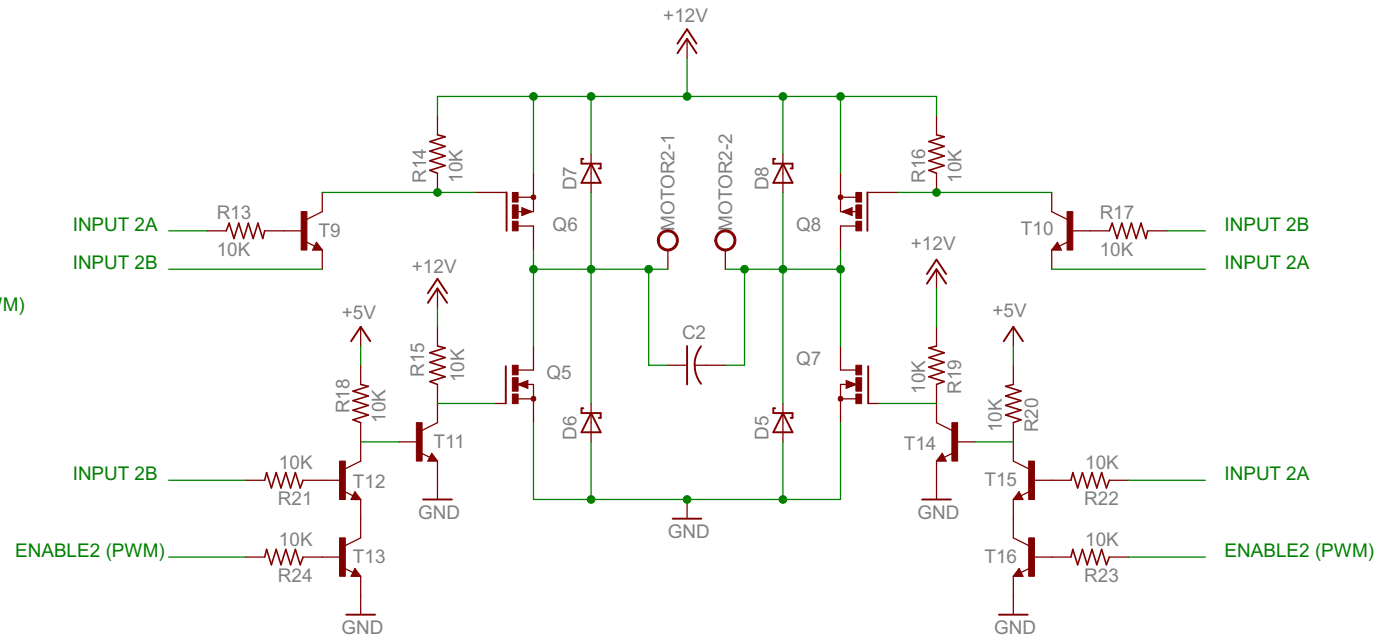 +12V
R14
10K
D7
MOTOR2-1
MOTOR2-2
D8
R16
10K
INPUT 2A
R13
10K
T9
Q6
Q8
T10
R17
10K
INPUT 2B
INPUT 2B
INPUT 2A
+12V
+12V
M)
+5V
+5V
R15
10K
C2
Q5
Q7
10K
R19
R18
10K
10K
R20
D6
D5
T11
T14
INPUT 2B
10K
R21
T12
T15
10K
R22
INPUT 2A
GND
GND
GND
ENABLE2 (PWM)
10K
R24
T13
T16
10K
R23
ENABLE2 (PWM)
GND
GND